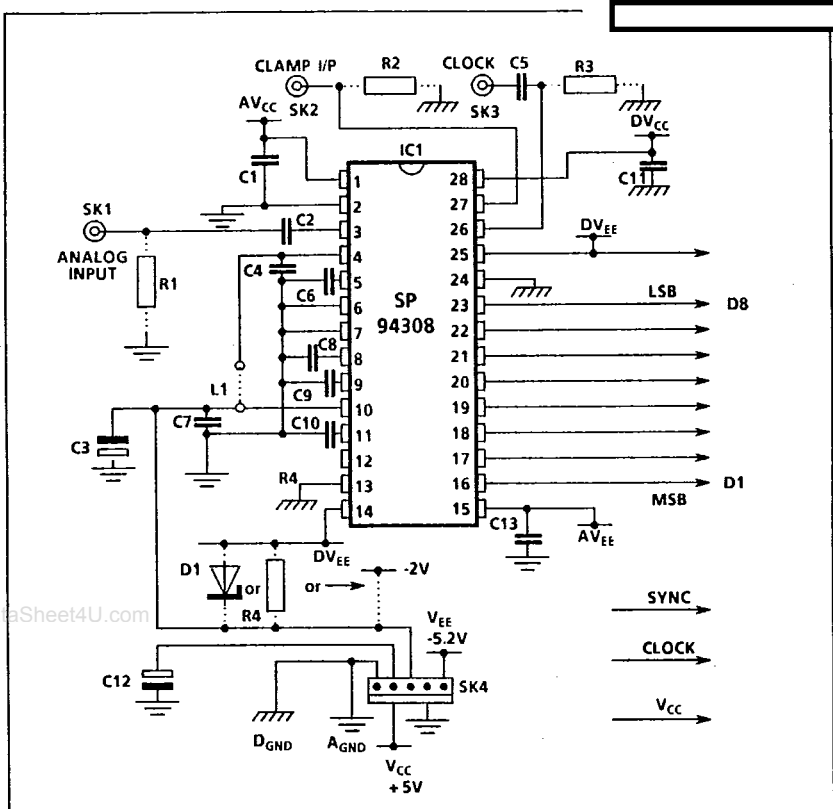 CLAMP I/P
R2
CLOCK
C5
R3
SK2
SK3
AVCC
DVCC
IC1
C1
1
28
C11
2
27
SK1
C2
3
26
ANALOG
INPUT
DVEE
4
25
R1
C4
5
24
SP
94308
C6
6
23
LSB
D8
7
22
C8
8
21
L1
9
20
C9
10
19
C3
C7
C10
11
18
12
17
R4
13
16
D1
MSB
14
15
C13
AVEE
DVEE
D1
or
R4
or
-2V
taSheet4U.com
VEE
-5.2V
SYNC
C12
SK4
CLOCK
DGND
AGND
VCC
+5V
VCC